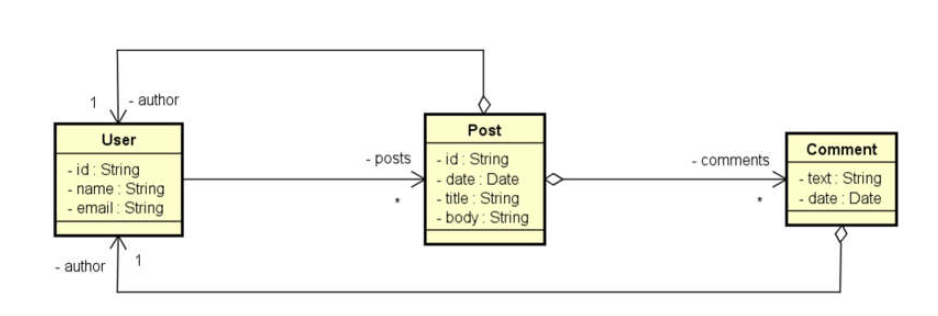 1
- author
User
- id : String
- name : String
- email : String
- posts
*
Post
- id : String
- date : Date
- title : String
- body : String
- comments
*
Comment
- text : String
- date : Date
- author
1